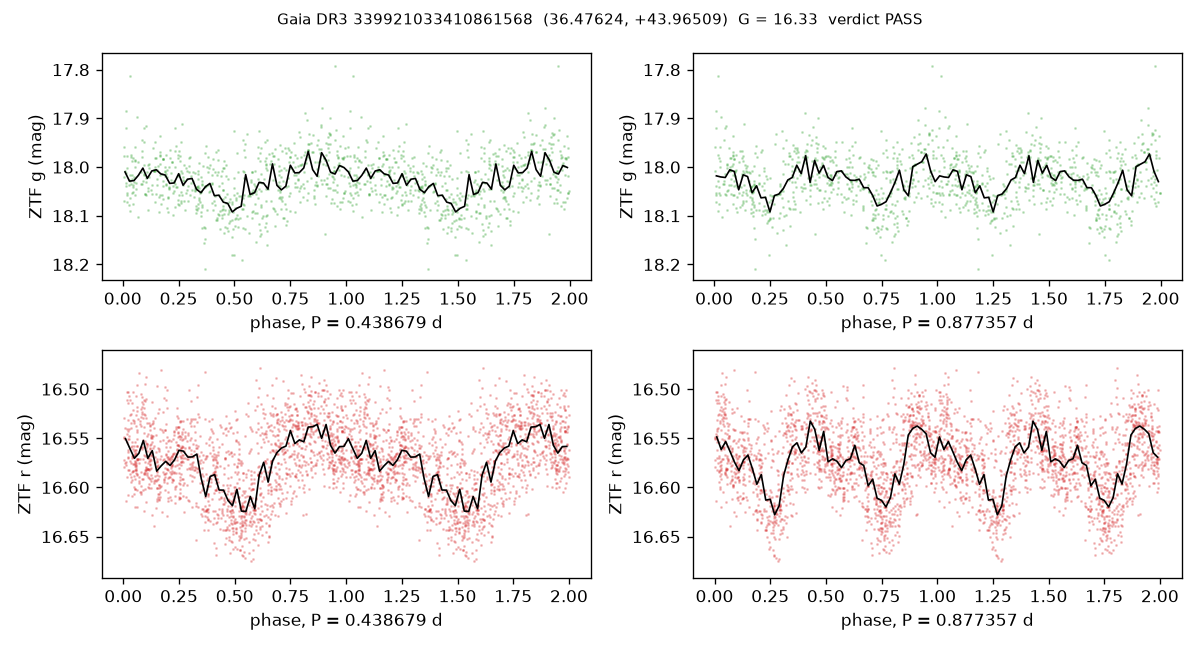 Gaia DR3 339921033410861568 (36.47624, +43.96509) G = 16.33 verdict PASS
17.8
17.9
18.0
18.1
18.2
ZTF g (mag)
0.00 0.25 0.50 0.75 1.00 1.25 1.50 1.75 2.00
phase, P = 0.438679 d
17.8
17.9
18.0
18.1
18.2
ZTF g (mag)
0.00 0.25 0.50 0.75 1.00 1.25 1.50 1.75 2.00
phase, P = 0.877357 d
16.50
16.55
16.60
16.65
ZTF r (mag)
0.00 0.25 0.50 0.75 1.00 1.25 1.50 1.75 2.00
phase, P = 0.438679 d
16.50
16.55
16.60
16.65
ZTF r (mag)
0.00 0.25 0.50 0.75 1.00 1.25 1.50 1.75 2.00
phase, P = 0.877357 d